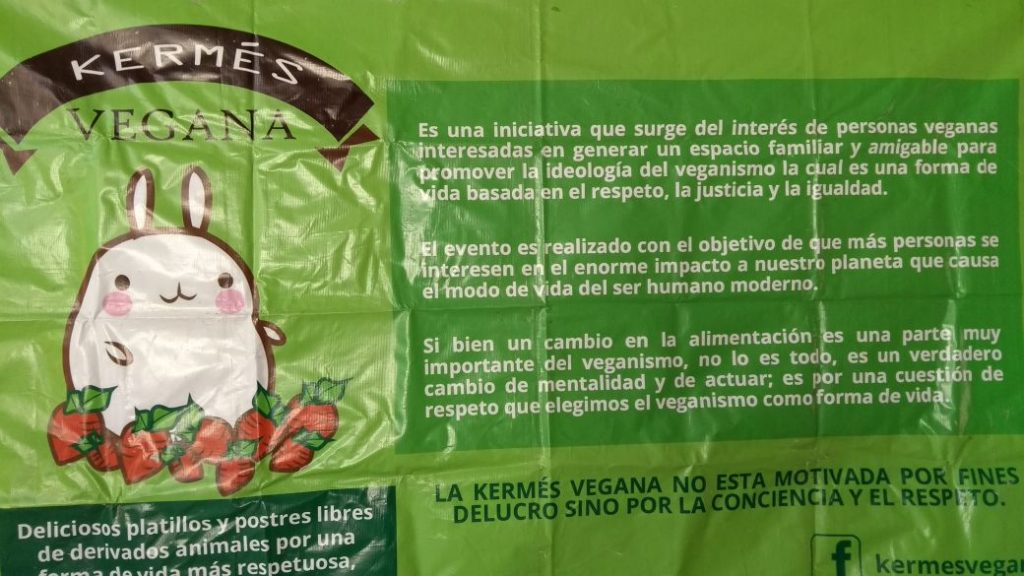 KERMÉS
VEGANA
Es una iniciativa que surge del interés de personas veganas
interesadas en generar un espacio familiar y amigable para
promover la ideología del veganismo la cual es una forma de
vida basada en el respeto, la justicia y la igualdad.
El evento es realizado con el objetivo de que más personas se
interesen en el enorme impacto a nuestro planeta que causa
el modo de vida del ser humano moderno.
Si bien un cambio en la alimentación es una parte muy
importante del veganismo, no lo es todo, es un verdadero
cambio de mentalidad y de actuar; es por una cuestión de
respeto que elegimos el veganismo como forma de vida.
LA KERMÉS VEGANA NO ESTA MOTIVADA POR FINES
DELUCRO SINO POR LA CONCIENCIA Y EL RESPETO.
Deliciosos platillos y postres libres
de derivados animales por una
forma de vida más respetuosa,
f kermesvegan